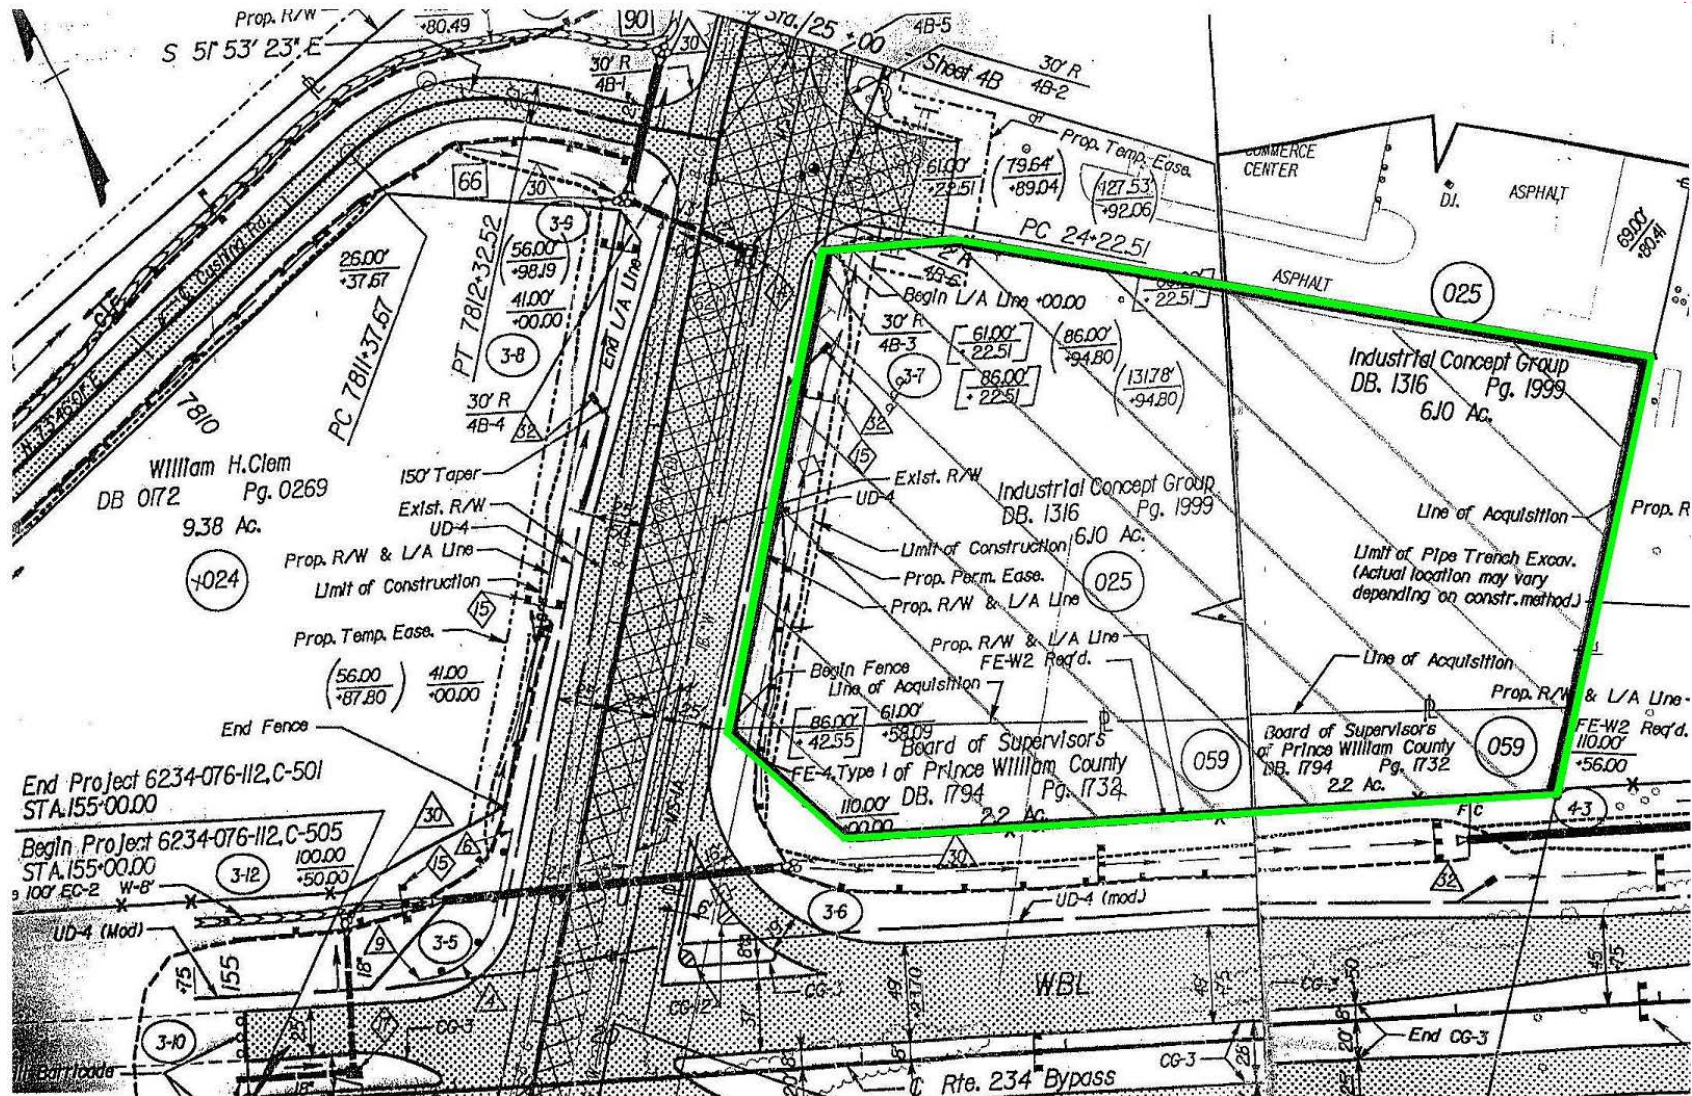 Prop. R/W
+80.49
S 51° 53' 23" E
90
30
30' R
4B-1
Sta. 125 +00
4B-5
Sheet 4B
30' R
4B-2
Prop. Temp. Ease.
COMMERCE
CENTER
ASPHALT
D.I.
69.00'
+80.41
61.00'
+22.51
(79.64'
+89.04)
(127.53'
+92.06)
PC 24+22.51
66
30
3-9
C/F
Cushing Rd.
26.00'
+37.67
PT 7812+32.52
(56.00'
+98.19)
41.00'
+00.00
3-8
End L/A Line
30' R
4B-4
32
7810
PC 7811+37.67
4B-6
Begin L/A Line +00.00
+ 22.51
ASPHALT
025
30' R
4B-3
3-7
[61.00'
+ 22.51]
[86.00'
+ 22.51]
(86.00'
+94.80)
(131.78'
+94.80)
Industrial Concept Group
DB. 1316 Pg. 1999
6.10 Ac.
32
15
William H.Clem
DB 0172 Pg. 0269
9.38 Ac.
024
150' Taper
Exist. R/W
UD-4
Prop. R/W & L/A Line
Limit of Construction
15
Prop. Temp. Ease.
(56.00
+87.80)
41.00
+00.00
Exist. R/W
UD-4
Industrial Concept Group
DB. 1316 Pg. 1999
6.10 Ac.
025
Limit of Construction
Prop. Perm. Ease.
Prop. R/W & L/A Line
Line of Acquisition
Prop. R
Limit of Pipe Trench Excav.
(Actual location may vary
depending on constr. method.)
Prop. R/W & L/A Line
FE-W2 Req'd.
Begin Fence
Line of Acquisition
Line of Acquisition
[86.00'
+ 42.55]
61.00'
+58.09
Board of Supervisors
of Prince William County
DB. 1794 Pg. 1732
2.2 Ac.
059
FE-4,Type 1
110.00'
+00.00
Board of Supervisors
of Prince William County
DB. 1794 Pg. 1732
2.2 Ac.
059
Prop. R/W & L/A Line
FE-W2 Req'd.
110.00'
+56.00
End Fence
End Project 6234-076-112, C-501
STA.155+00.00
Begin Project 6234-076-112, C-505
STA.155+00.00
3-12
100.00
+50.00
30
15
6
100' EC-2 W-8'
UD-4 (Mod)
+75
155
9
3-5
4
18"
3-10
CG-3
Barricade
18"
30
F C
4-3
32
3-6
UD-4 (mod.)
CG-12
CG-3
WBL
CG-3
CG-3
End CG-3
Rte. 234 Bypass